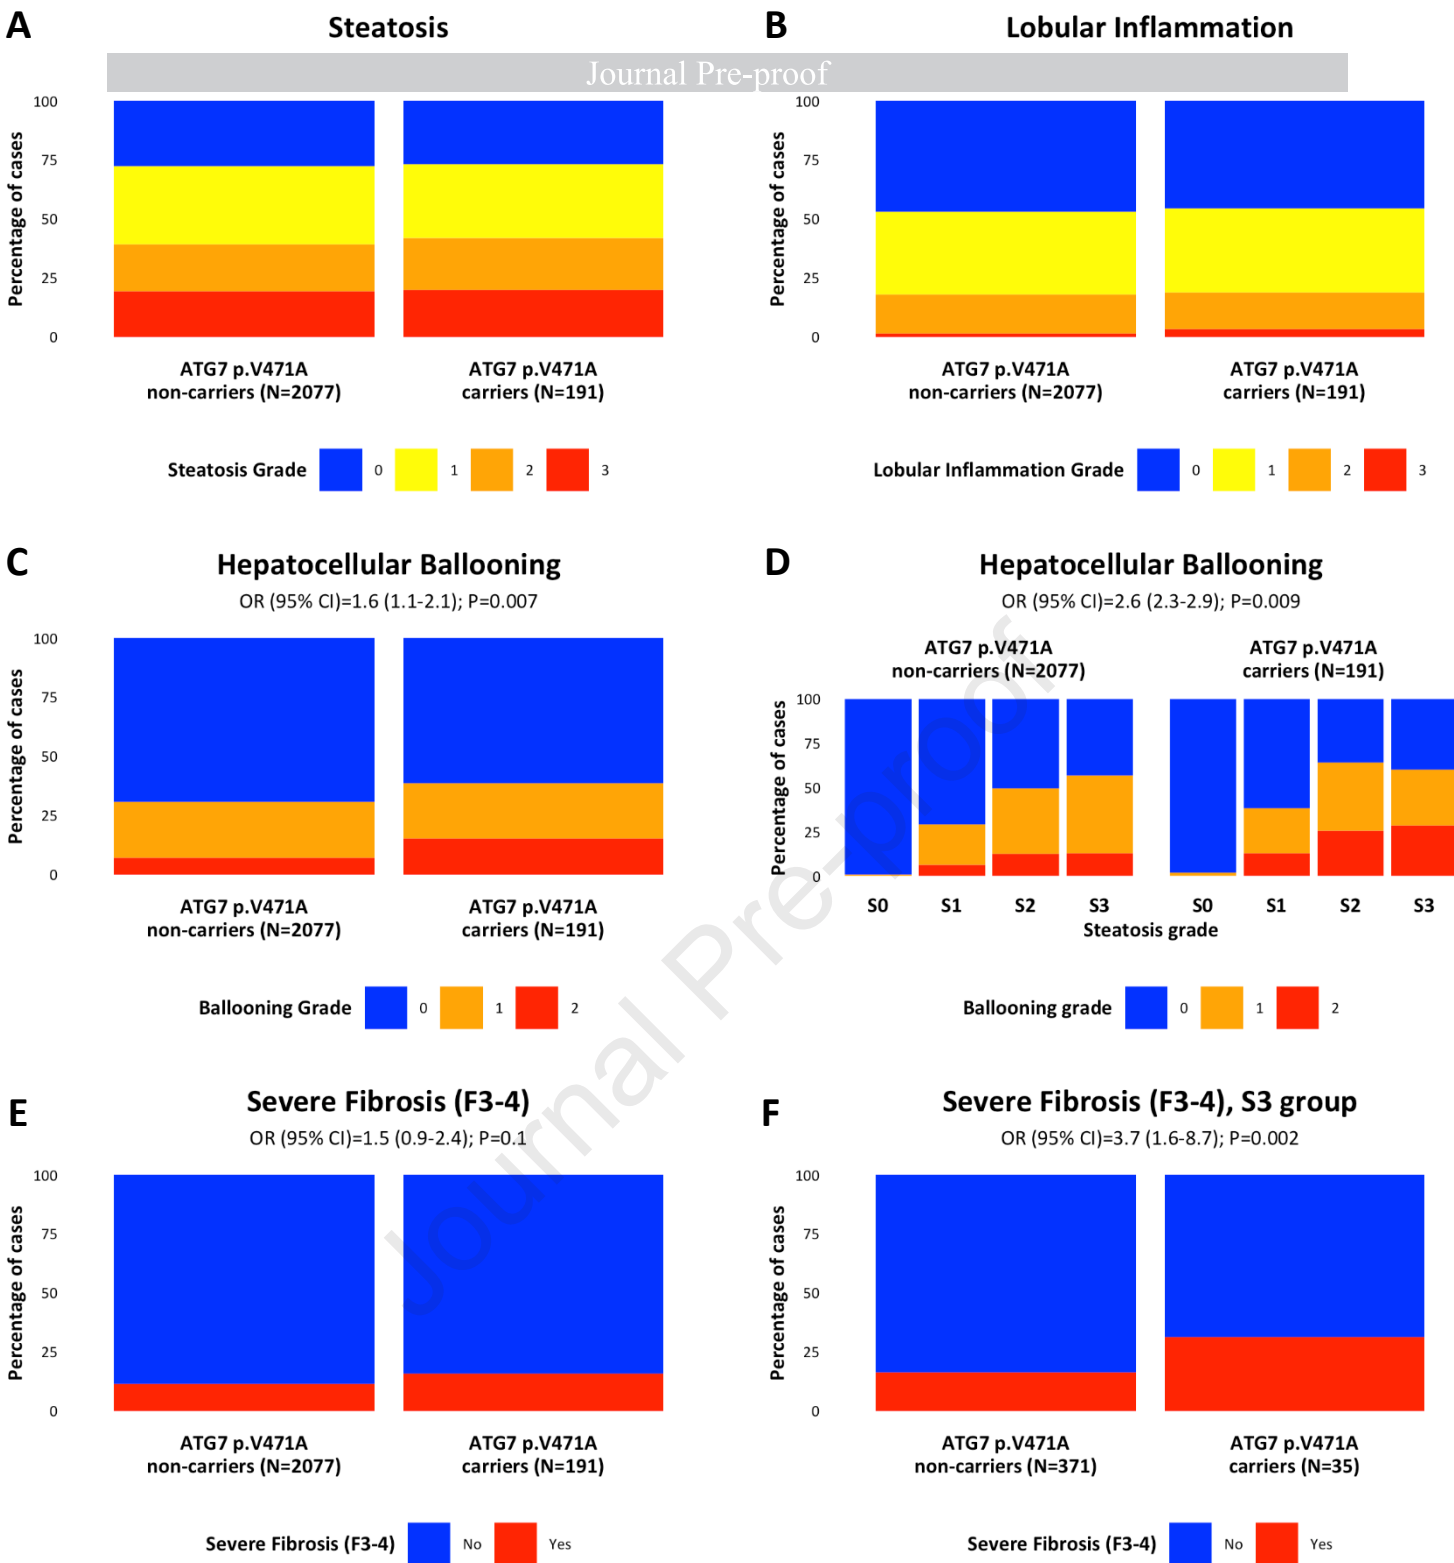 A
Steatosis
B
Lobular Inflammation
Journal Pre-proof
Percentage of cases
100
75
50
25
0
ATG7 p.V471A
non-carriers (N=2077)
ATG7 p.V471A
carriers (N=191)
Steatosis Grade 0 1 2 3
Percentage of cases
100
75
50
25
0
ATG7 p.V471A
non-carriers (N=2077)
ATG7 p.V471A
carriers (N=191)
Lobular Inflammation Grade 0 1 2 3
C
Hepatocellular Ballooning
OR (95% CI)=1.6 (1.1-2.1); P=0.007
Percentage of cases
100
75
50
25
0
ATG7 p.V471A
non-carriers (N=2077)
ATG7 p.V471A
carriers (N=191)
Ballooning Grade 0 1 2
D
Hepatocellular Ballooning
OR (95% CI)=2.6 (2.3-2.9); P=0.009
ATG7 p.V471A
non-carriers (N=2077)
ATG7 p.V471A
carriers (N=191)
Percentage of cases
100
75
50
25
0
S0 S1 S2 S3 S0 S1 S2 S3
Steatosis grade
Ballooning grade 0 1 2
E
Severe Fibrosis (F3-4)
OR (95% CI)=1.5 (0.9-2.4); P=0.1
Percentage of cases
100
75
50
25
0
ATG7 p.V471A
non-carriers (N=2077)
ATG7 p.V471A
carriers (N=191)
Severe Fibrosis (F3-4) No Yes
F
Severe Fibrosis (F3-4), S3 group
OR (95% CI)=3.7 (1.6-8.7); P=0.002
Percentage of cases
100
75
50
25
0
ATG7 p.V471A
non-carriers (N=371)
ATG7 p.V471A
carriers (N=35)
Severe Fibrosis (F3-4) No Yes
Journal Pre-proof